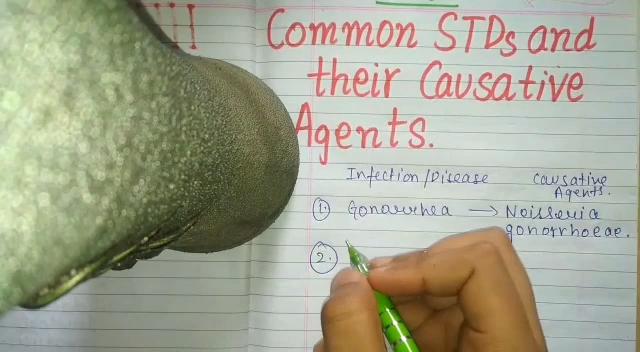 Common STDs and
their Causative
Agents.
Infection/Disease Causative
Agents.
1. Gonorrhea → Neisseria
gonorrhoeae.
2.